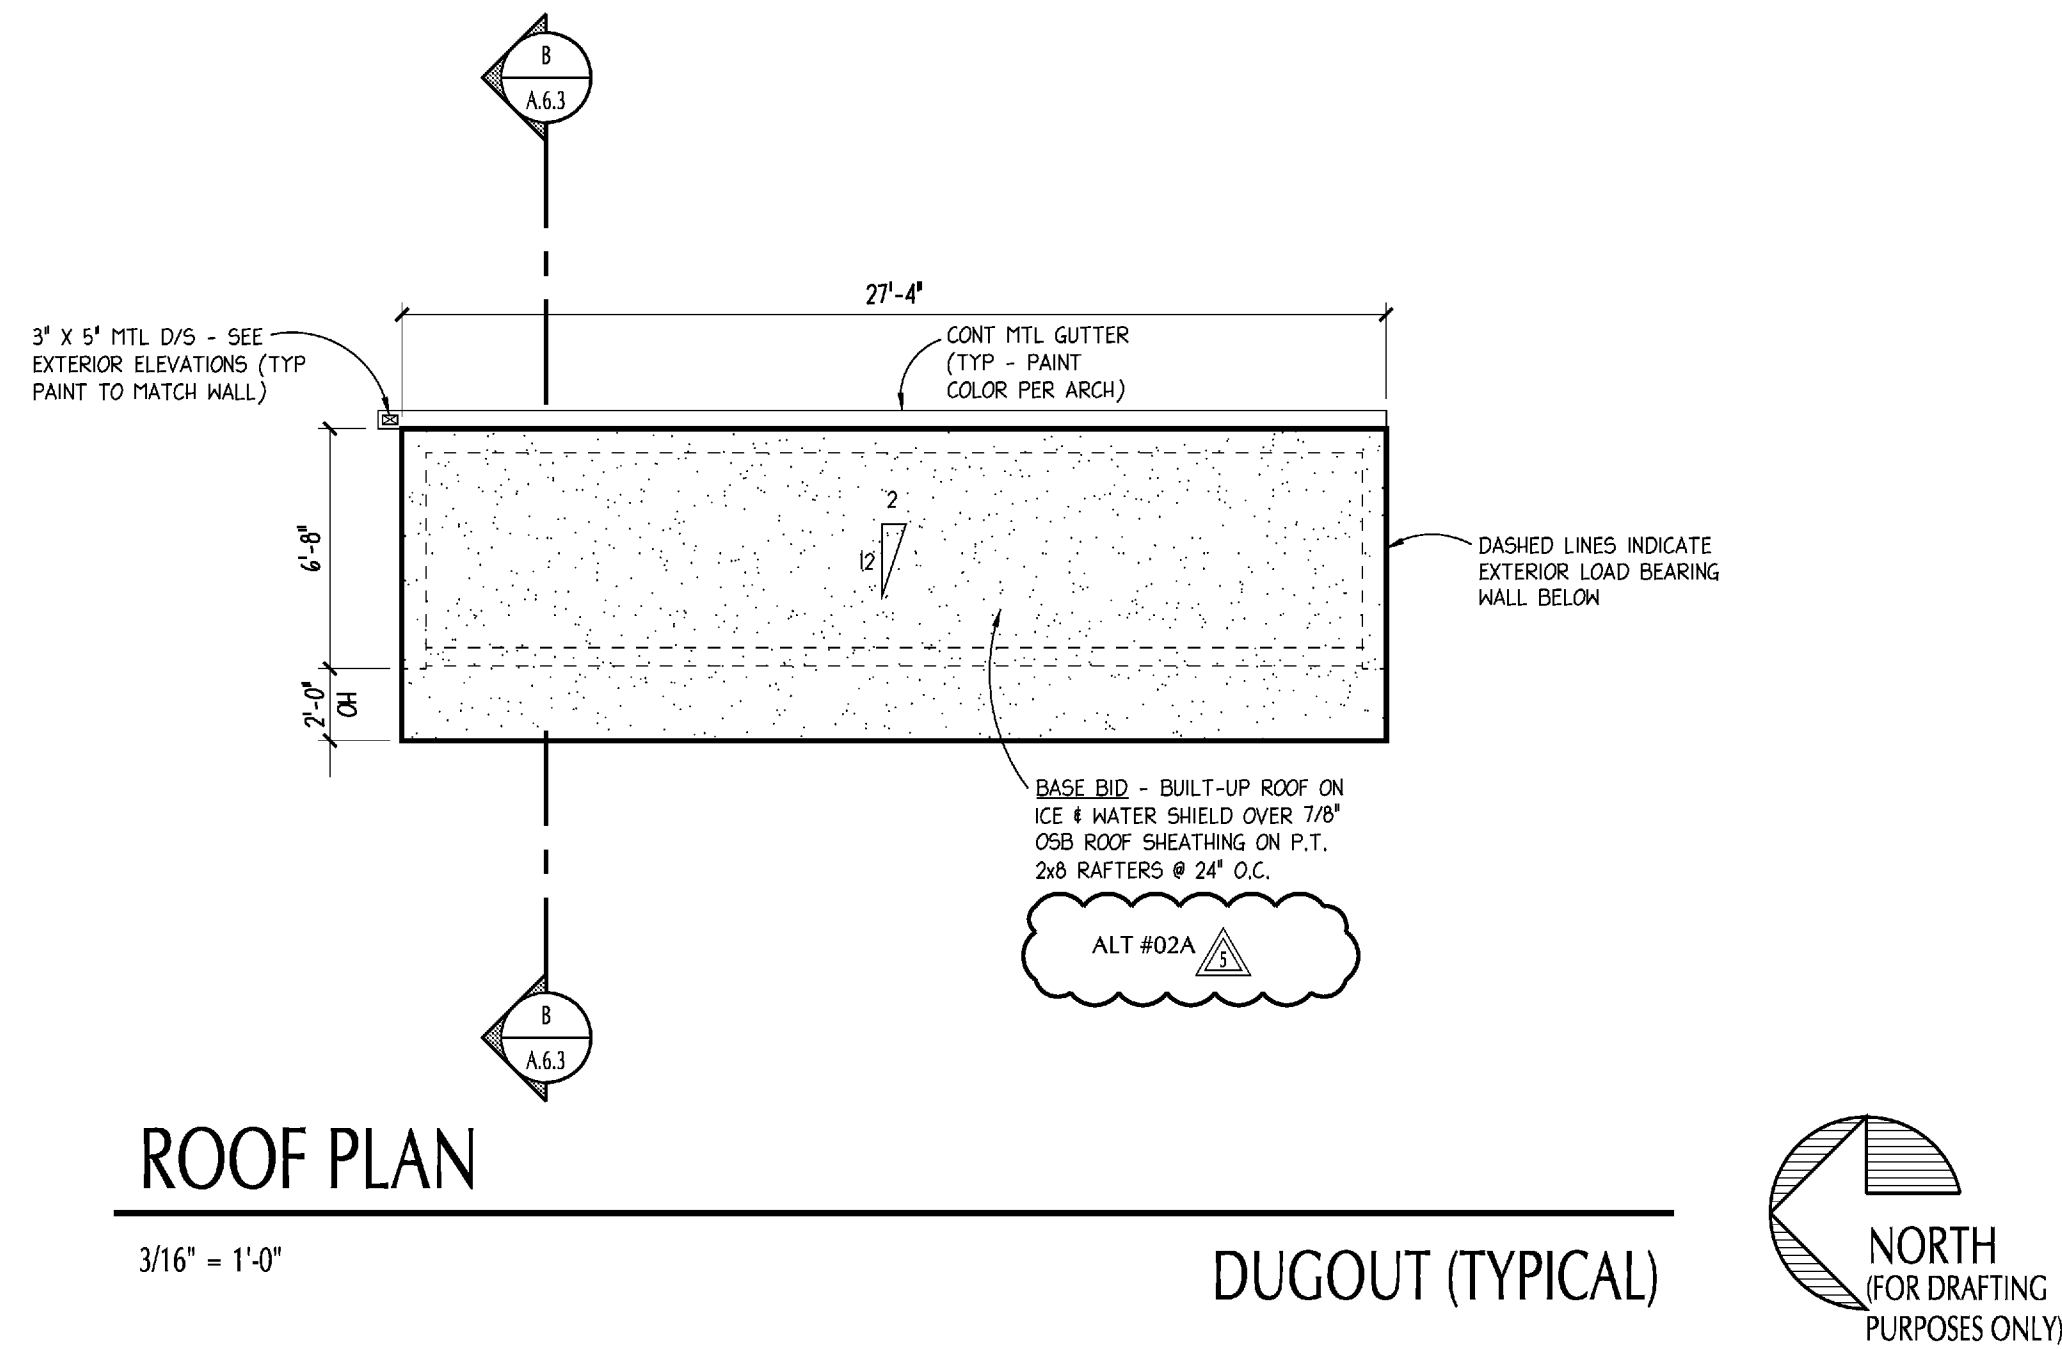 B
A.6.3
27'-4"
3" X 5" MTL D/S - SEE
EXTERIOR ELEVATIONS (TYP
PAINT TO MATCH WALL)
CONT MTL GUTTER
(TYP - PAINT
COLOR PER ARCH)
6'-8"
2
12
DASHED LINES INDICATE
EXTERIOR LOAD BEARING
WALL BELOW
2'-0"
OH
BASE BID - BUILT-UP ROOF ON
ICE & WATER SHIELD OVER 7/8"
OSB ROOF SHEATHING ON P.T.
2x8 RAFTERS @ 24" O.C.
ALT #02A
5
B
A.6.3
ROOF PLAN
3/16" = 1'-0"
DUGOUT (TYPICAL)
NORTH
(FOR DRAFTING
PURPOSES ONLY)